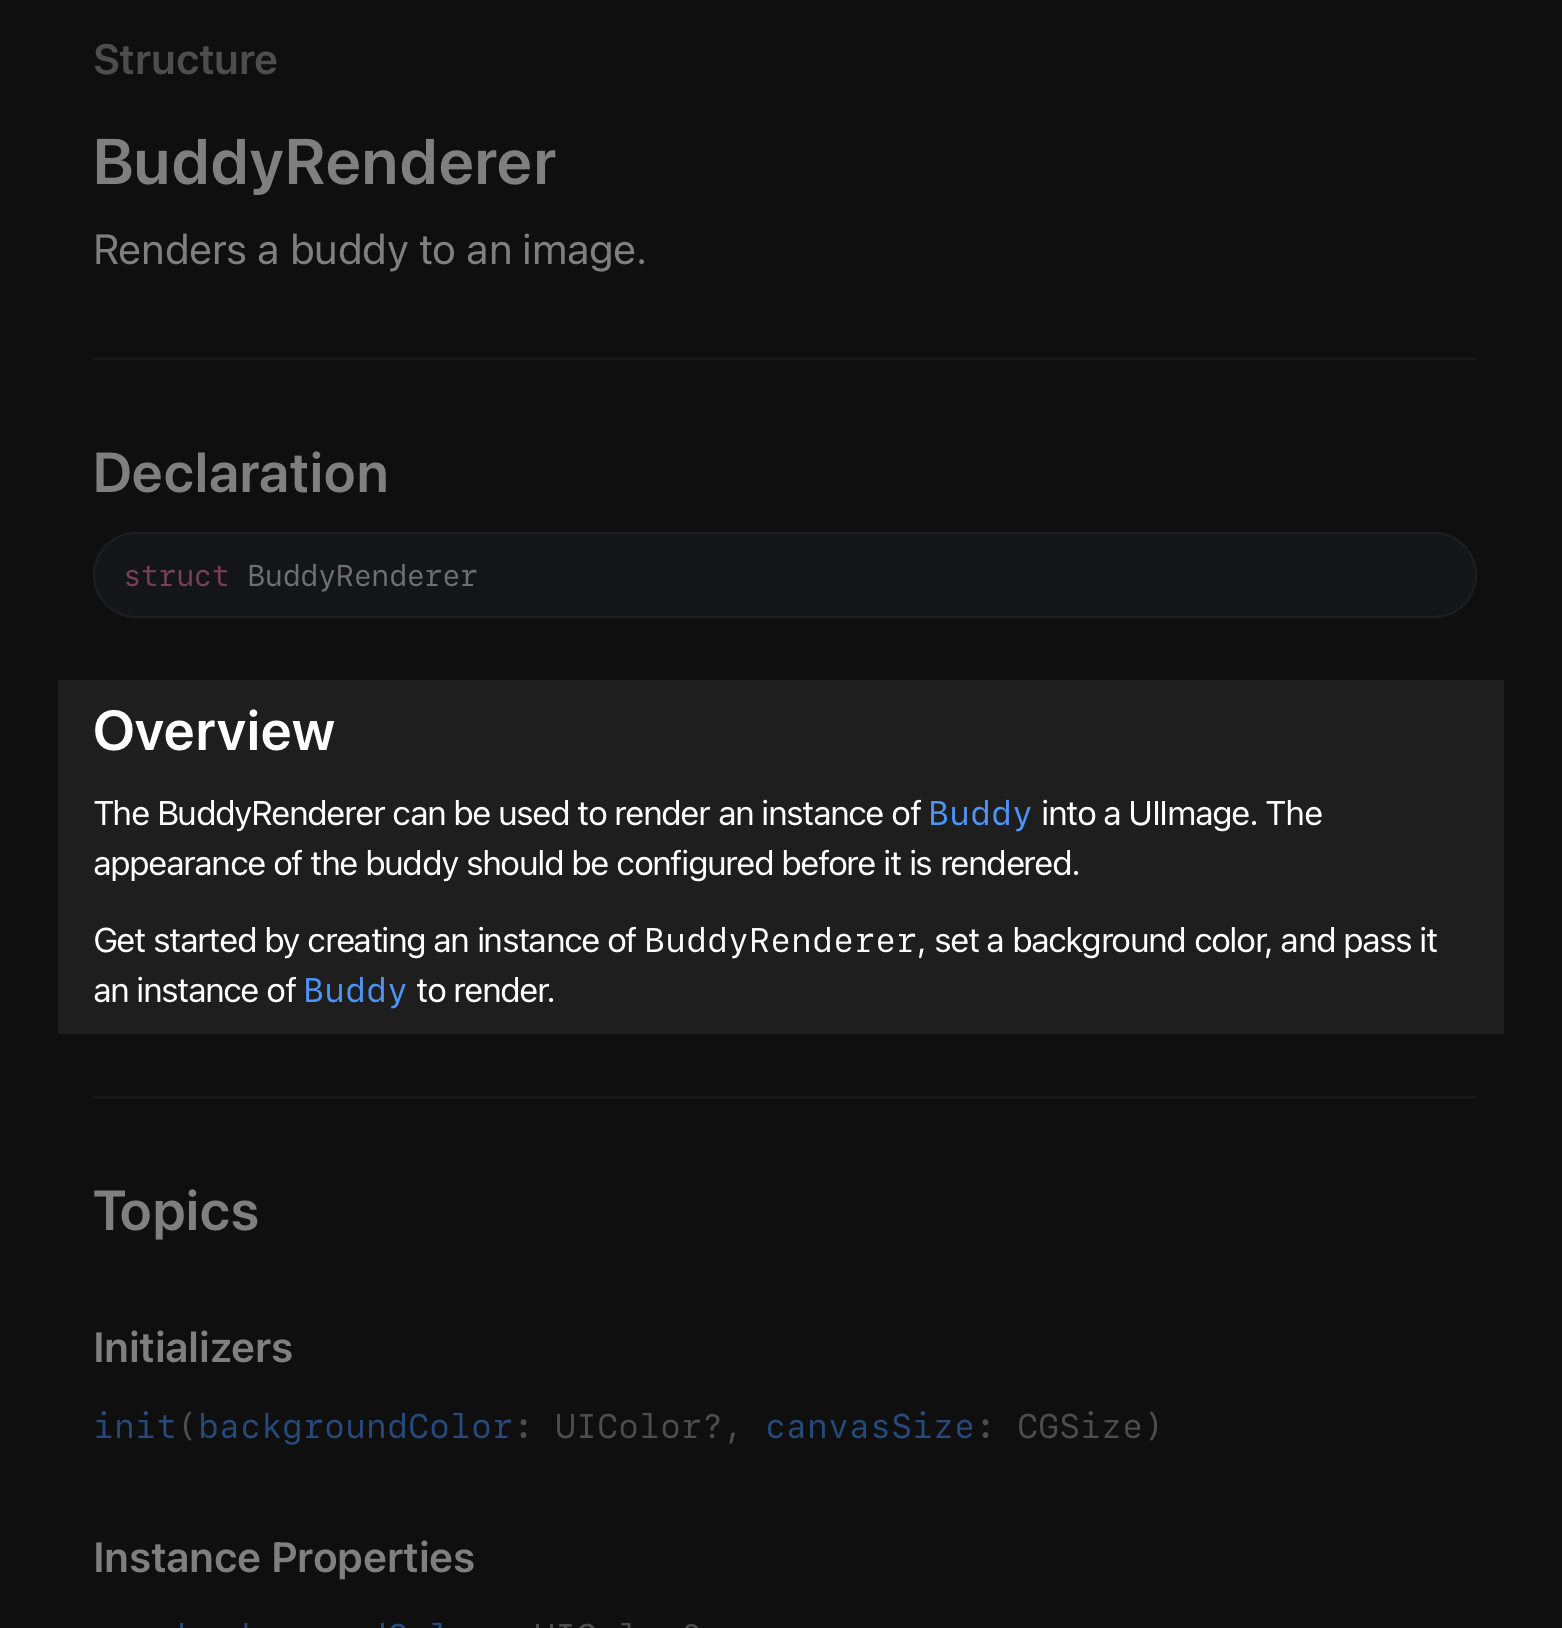 Structure
BuddyRenderer
Renders a buddy to an image.
Declaration
struct BuddyRenderer
Overview
The BuddyRenderer can be used to render an instance of Buddy into a UIImage. The
appearance of the buddy should be configured before it is rendered.
Get started by creating an instance of BuddyRenderer, set a background color, and pass it
an instance of Buddy to render.
Topics
Initializers
init(backgroundColor: UIColor?, canvasSize: CGSize)
Instance Properties